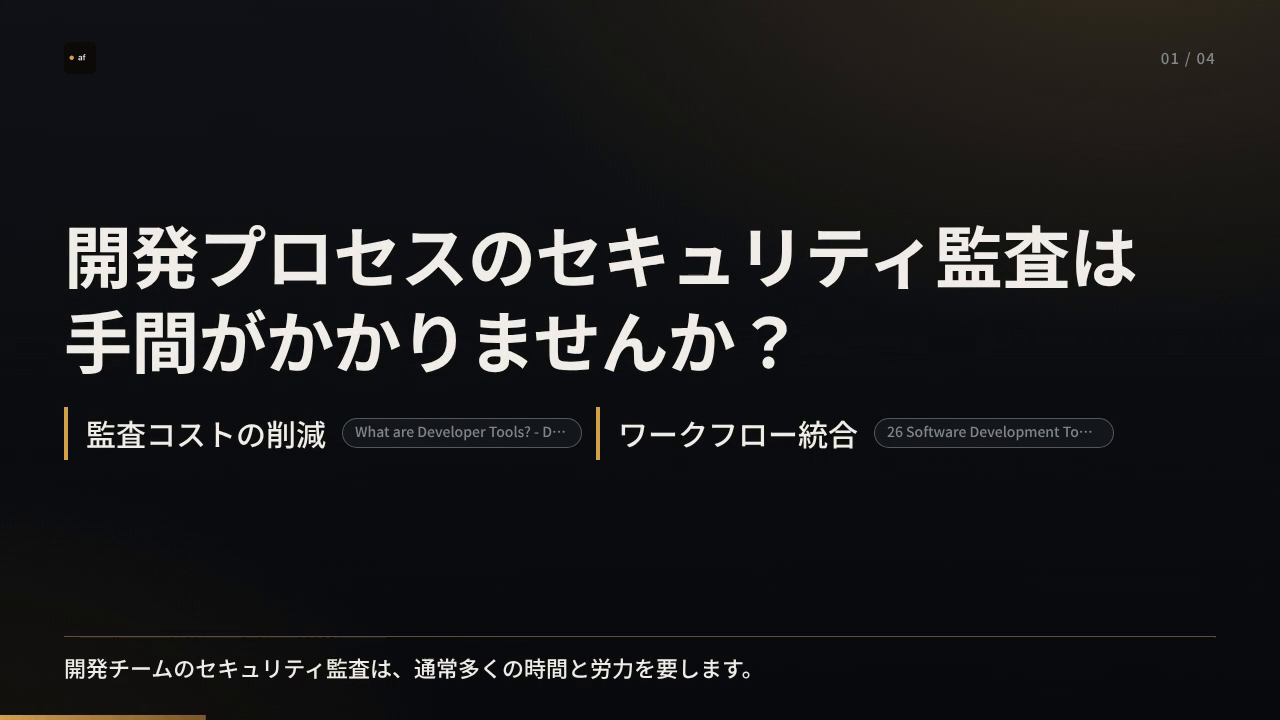 af
01 / 04
開発プロセスのセキュリティ監査は
手間がかかりませんか？
監査コストの削減 What are Developer Tools? - D… ワークフロー統合 26 Software Development To…
開発チームのセキュリティ監査は、通常多くの時間と労力を要します。